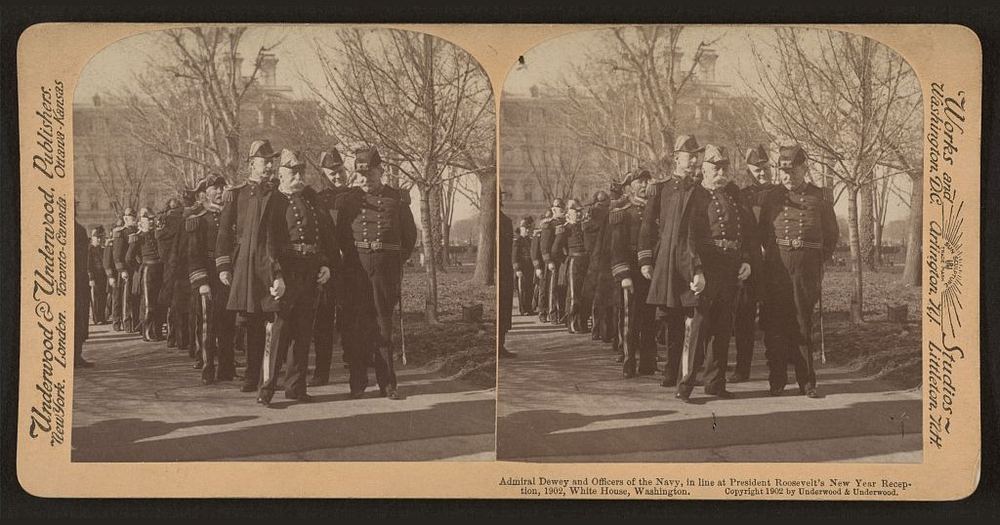 Underwood & Underwood, Publishers.
New York. London. Toronto-Canada. Ottawa-Kansas
"Works and Studios~
Washington, D.C. Arlington, N.J. Littleton, N.H.
Admiral Dewey and Officers of the Navy, in line at President Roosevelt's New Year Recep-
tion, 1902, White House, Washington. Copyright 1902 by Underwood & Underwood.